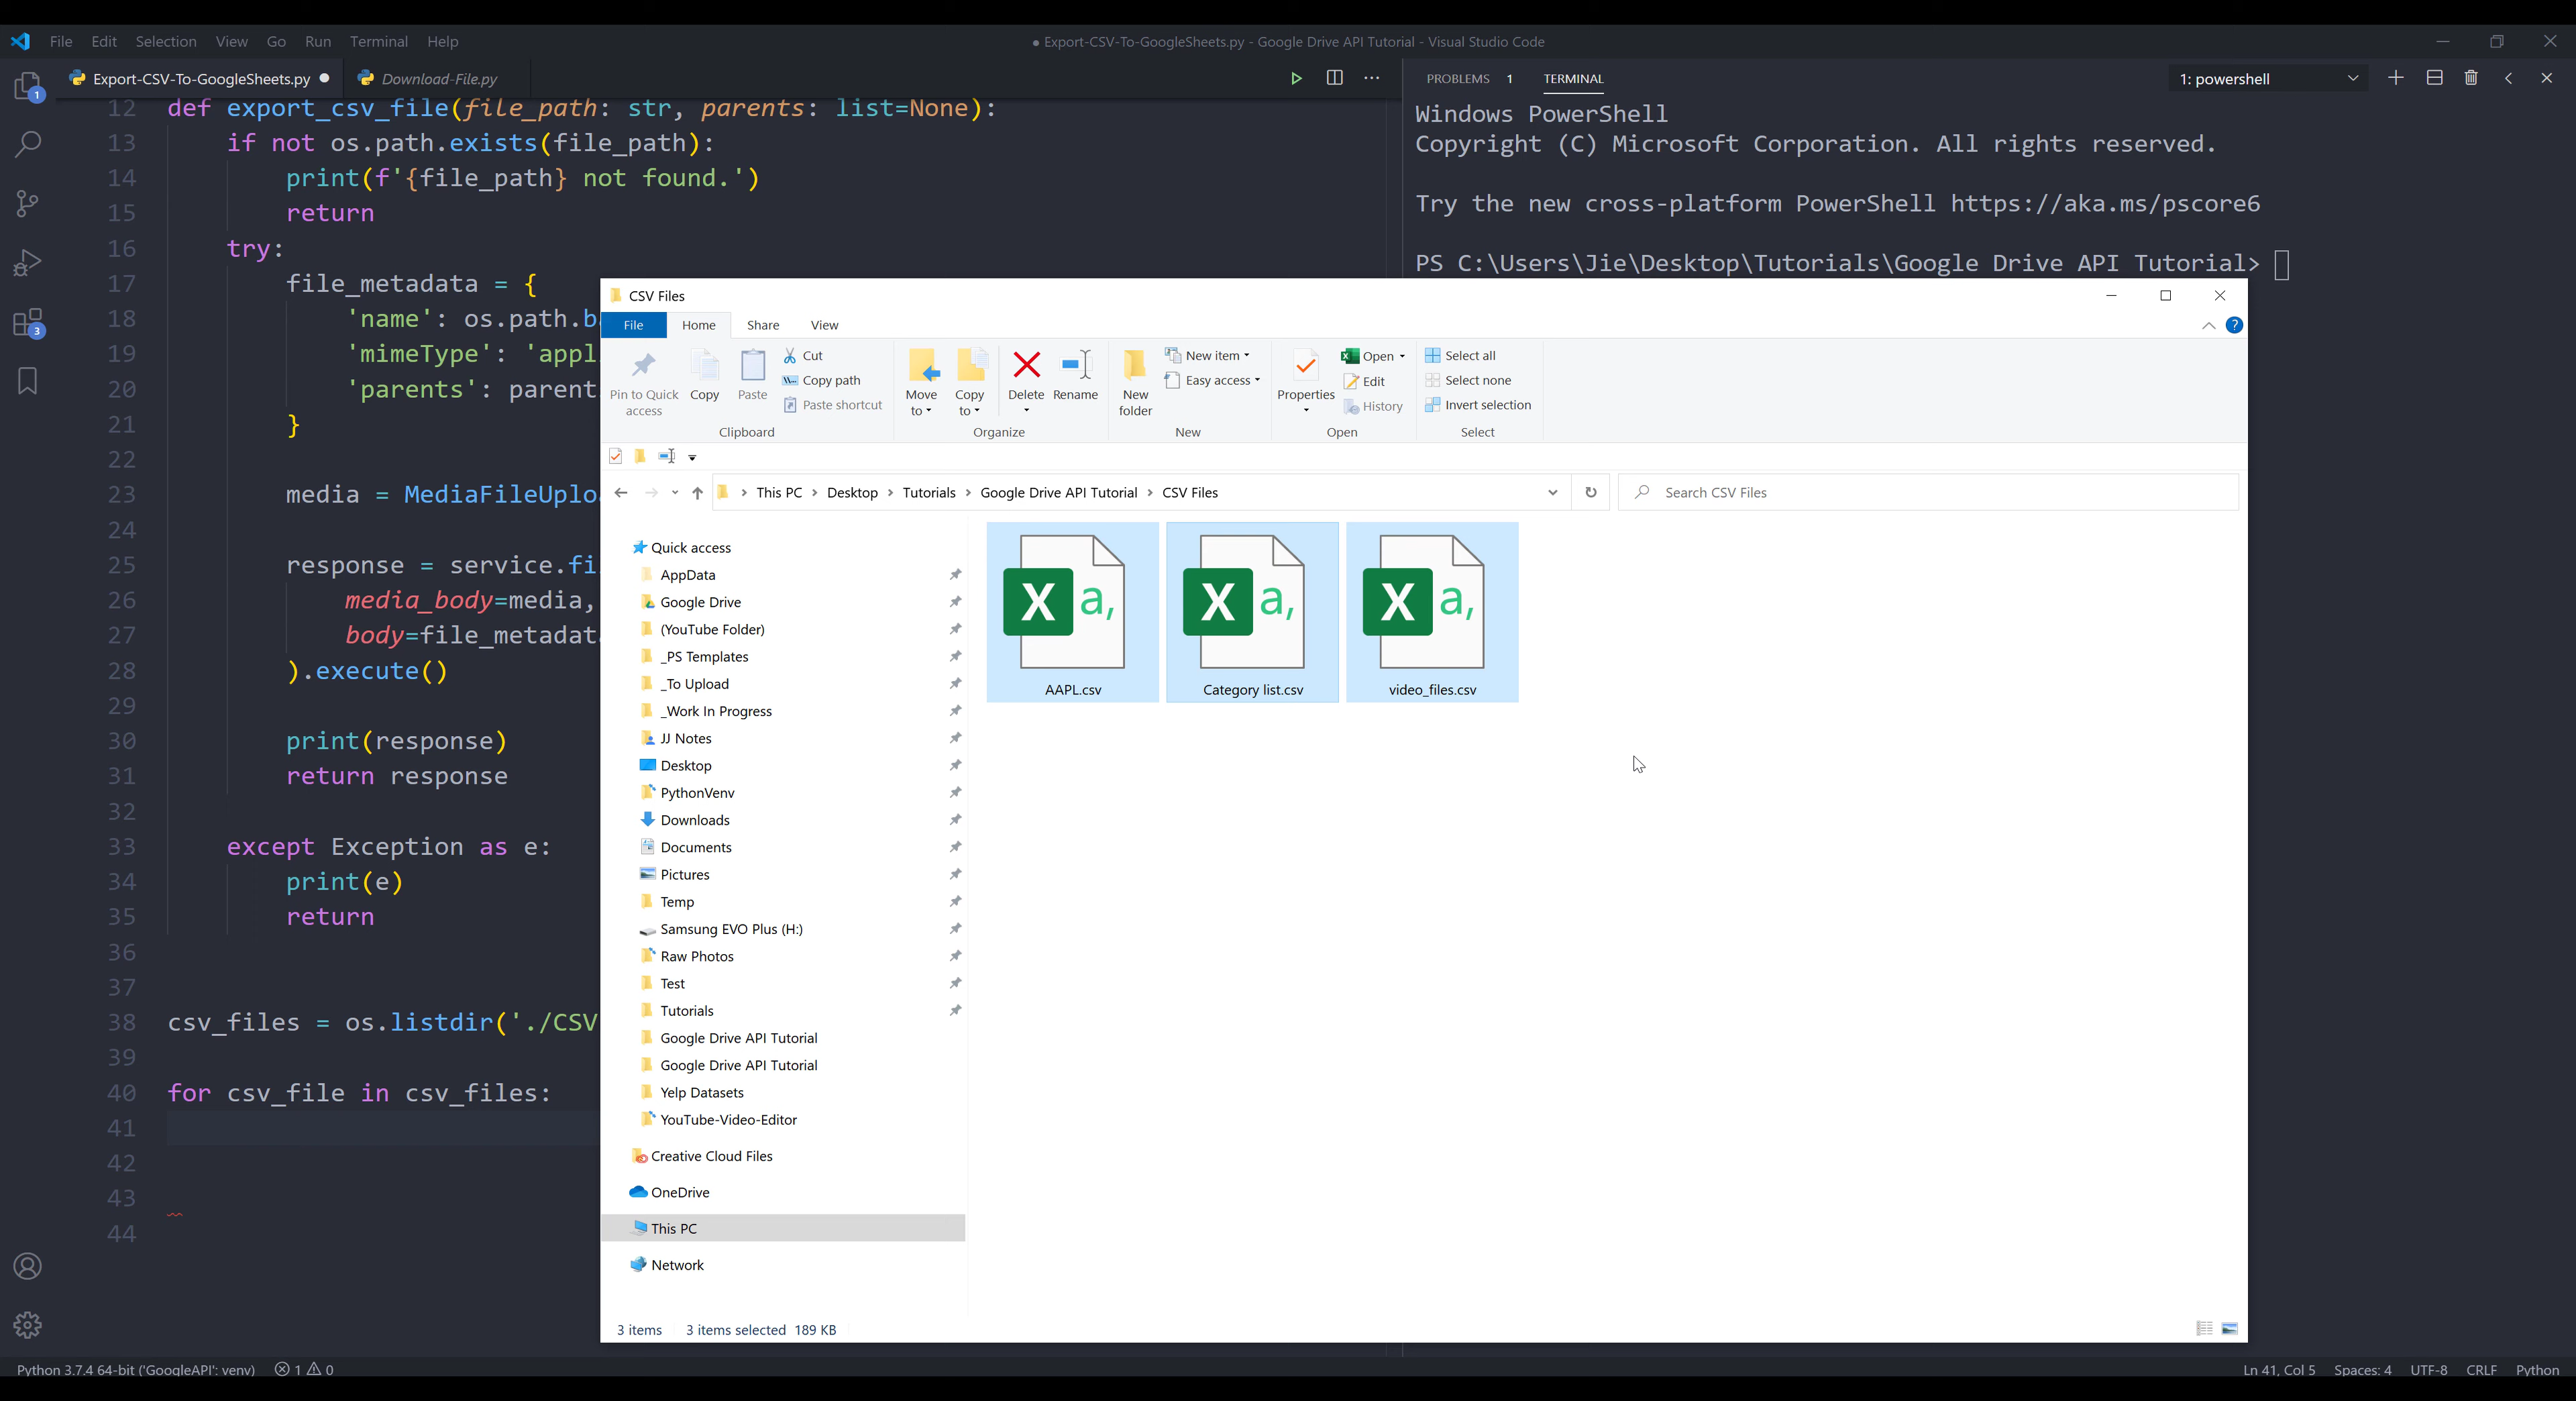 File Edit Selection View Go Run Terminal Help
● Export-CSV-To-GoogleSheets.py - Google Drive API Tutorial - Visual Studio Code
Export-CSV-To-GoogleSheets.py ●
Download-File.py
12 def export_csv_file(file_path: str, parents: list=None):
13 if not os.path.exists(file_path):
14 print(f'{file_path} not found.')
15 return
16 try:
17 file_metadata = {
18 'name': os.path.ba
19 'mimeType': 'appl
20 'parents': parent
21 }
22
23 media = MediaFileUplo
24
25 response = service.fi
26 media_body=media,
27 body=file_metadata
28 ).execute()
29
30 print(response)
31 return response
32
33 except Exception as e:
34 print(e)
35 return
36
37
38 csv_files = os.listdir('./CSV
39
40 for csv_file in csv_files:
41
42
43
44
PROBLEMS 1 TERMINAL
1: powershell
Windows PowerShell
Copyright (C) Microsoft Corporation. All rights reserved.
Try the new cross-platform PowerShell https://aka.ms/pscore6
PS C:\Users\Jie\Desktop\Tutorials\Google Drive API Tutorial>
CSV Files
File Home Share View
Pin to Quick access
Copy
Paste
Cut
Copy path
Paste shortcut
Clipboard
Move to
Copy to
Delete
Rename
Organize
New folder
New item
Easy access
New
Properties
Open
Edit
History
Open
Select all
Select none
Invert selection
Select
This PC > Desktop > Tutorials > Google Drive API Tutorial > CSV Files
Search CSV Files
Quick access
AppData
Google Drive
(YouTube Folder)
_PS Templates
_To Upload
_Work In Progress
JJ Notes
Desktop
PythonVenv
Downloads
Documents
Pictures
Temp
Samsung EVO Plus (H:)
Raw Photos
Test
Tutorials
Google Drive API Tutorial
Google Drive API Tutorial
Yelp Datasets
YouTube-Video-Editor
Creative Cloud Files
OneDrive
This PC
Network
X a, X a, X a,
AAPL.csv
Category list.csv
video_files.csv
3 items 3 items selected 189 KB
1
3
Python 3.7.4 64-bit ('GoogleAPI': venv) 1 0
Ln 41, Col 5 Spaces: 4 UTF-8 CRLF Python